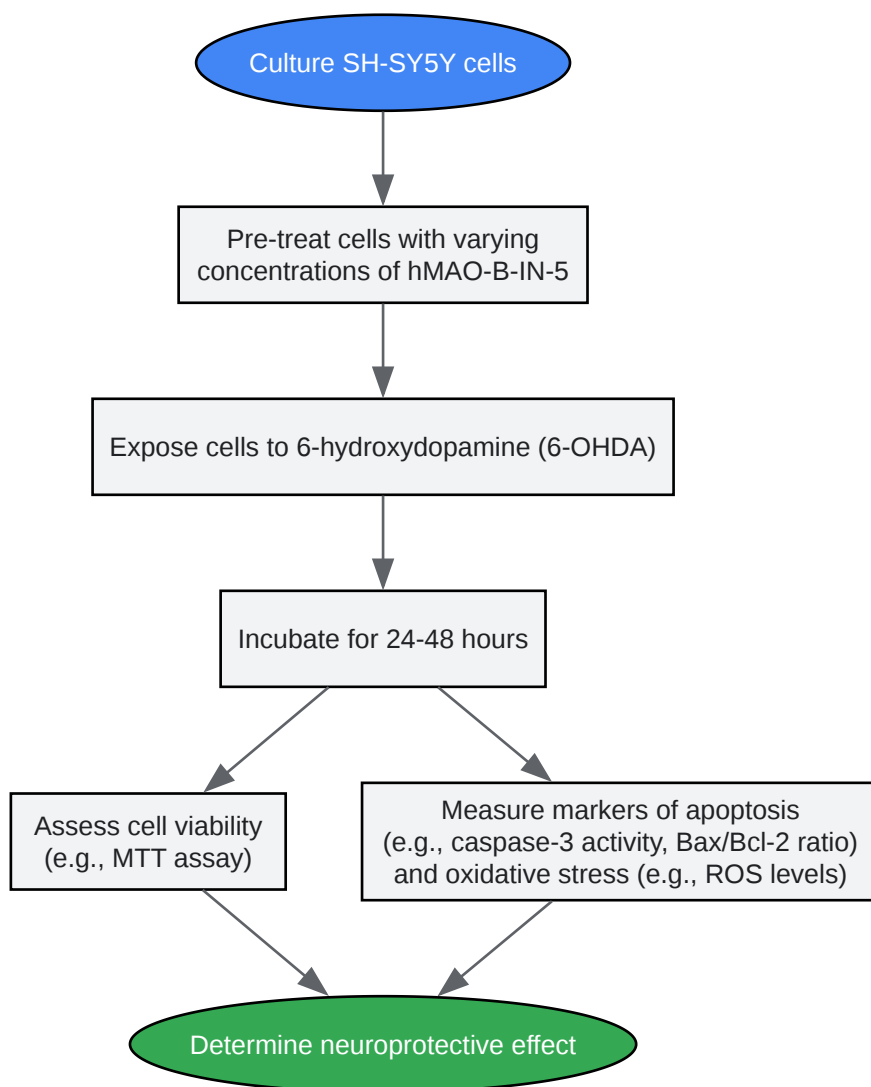 Culture SH-SY5Y cells
Pre-treat cells with varying
concentrations of hMAO-B-IN-5
Expose cells to 6-hydroxydopamine (6-OHDA)
Incubate for 24-48 hours
Assess cell viability
(e.g., MTT assay)
Measure markers of apoptosis
(e.g., caspase-3 activity, Bax/Bcl-2 ratio)
and oxidative stress (e.g., ROS levels)
Determine neuroprotective effect